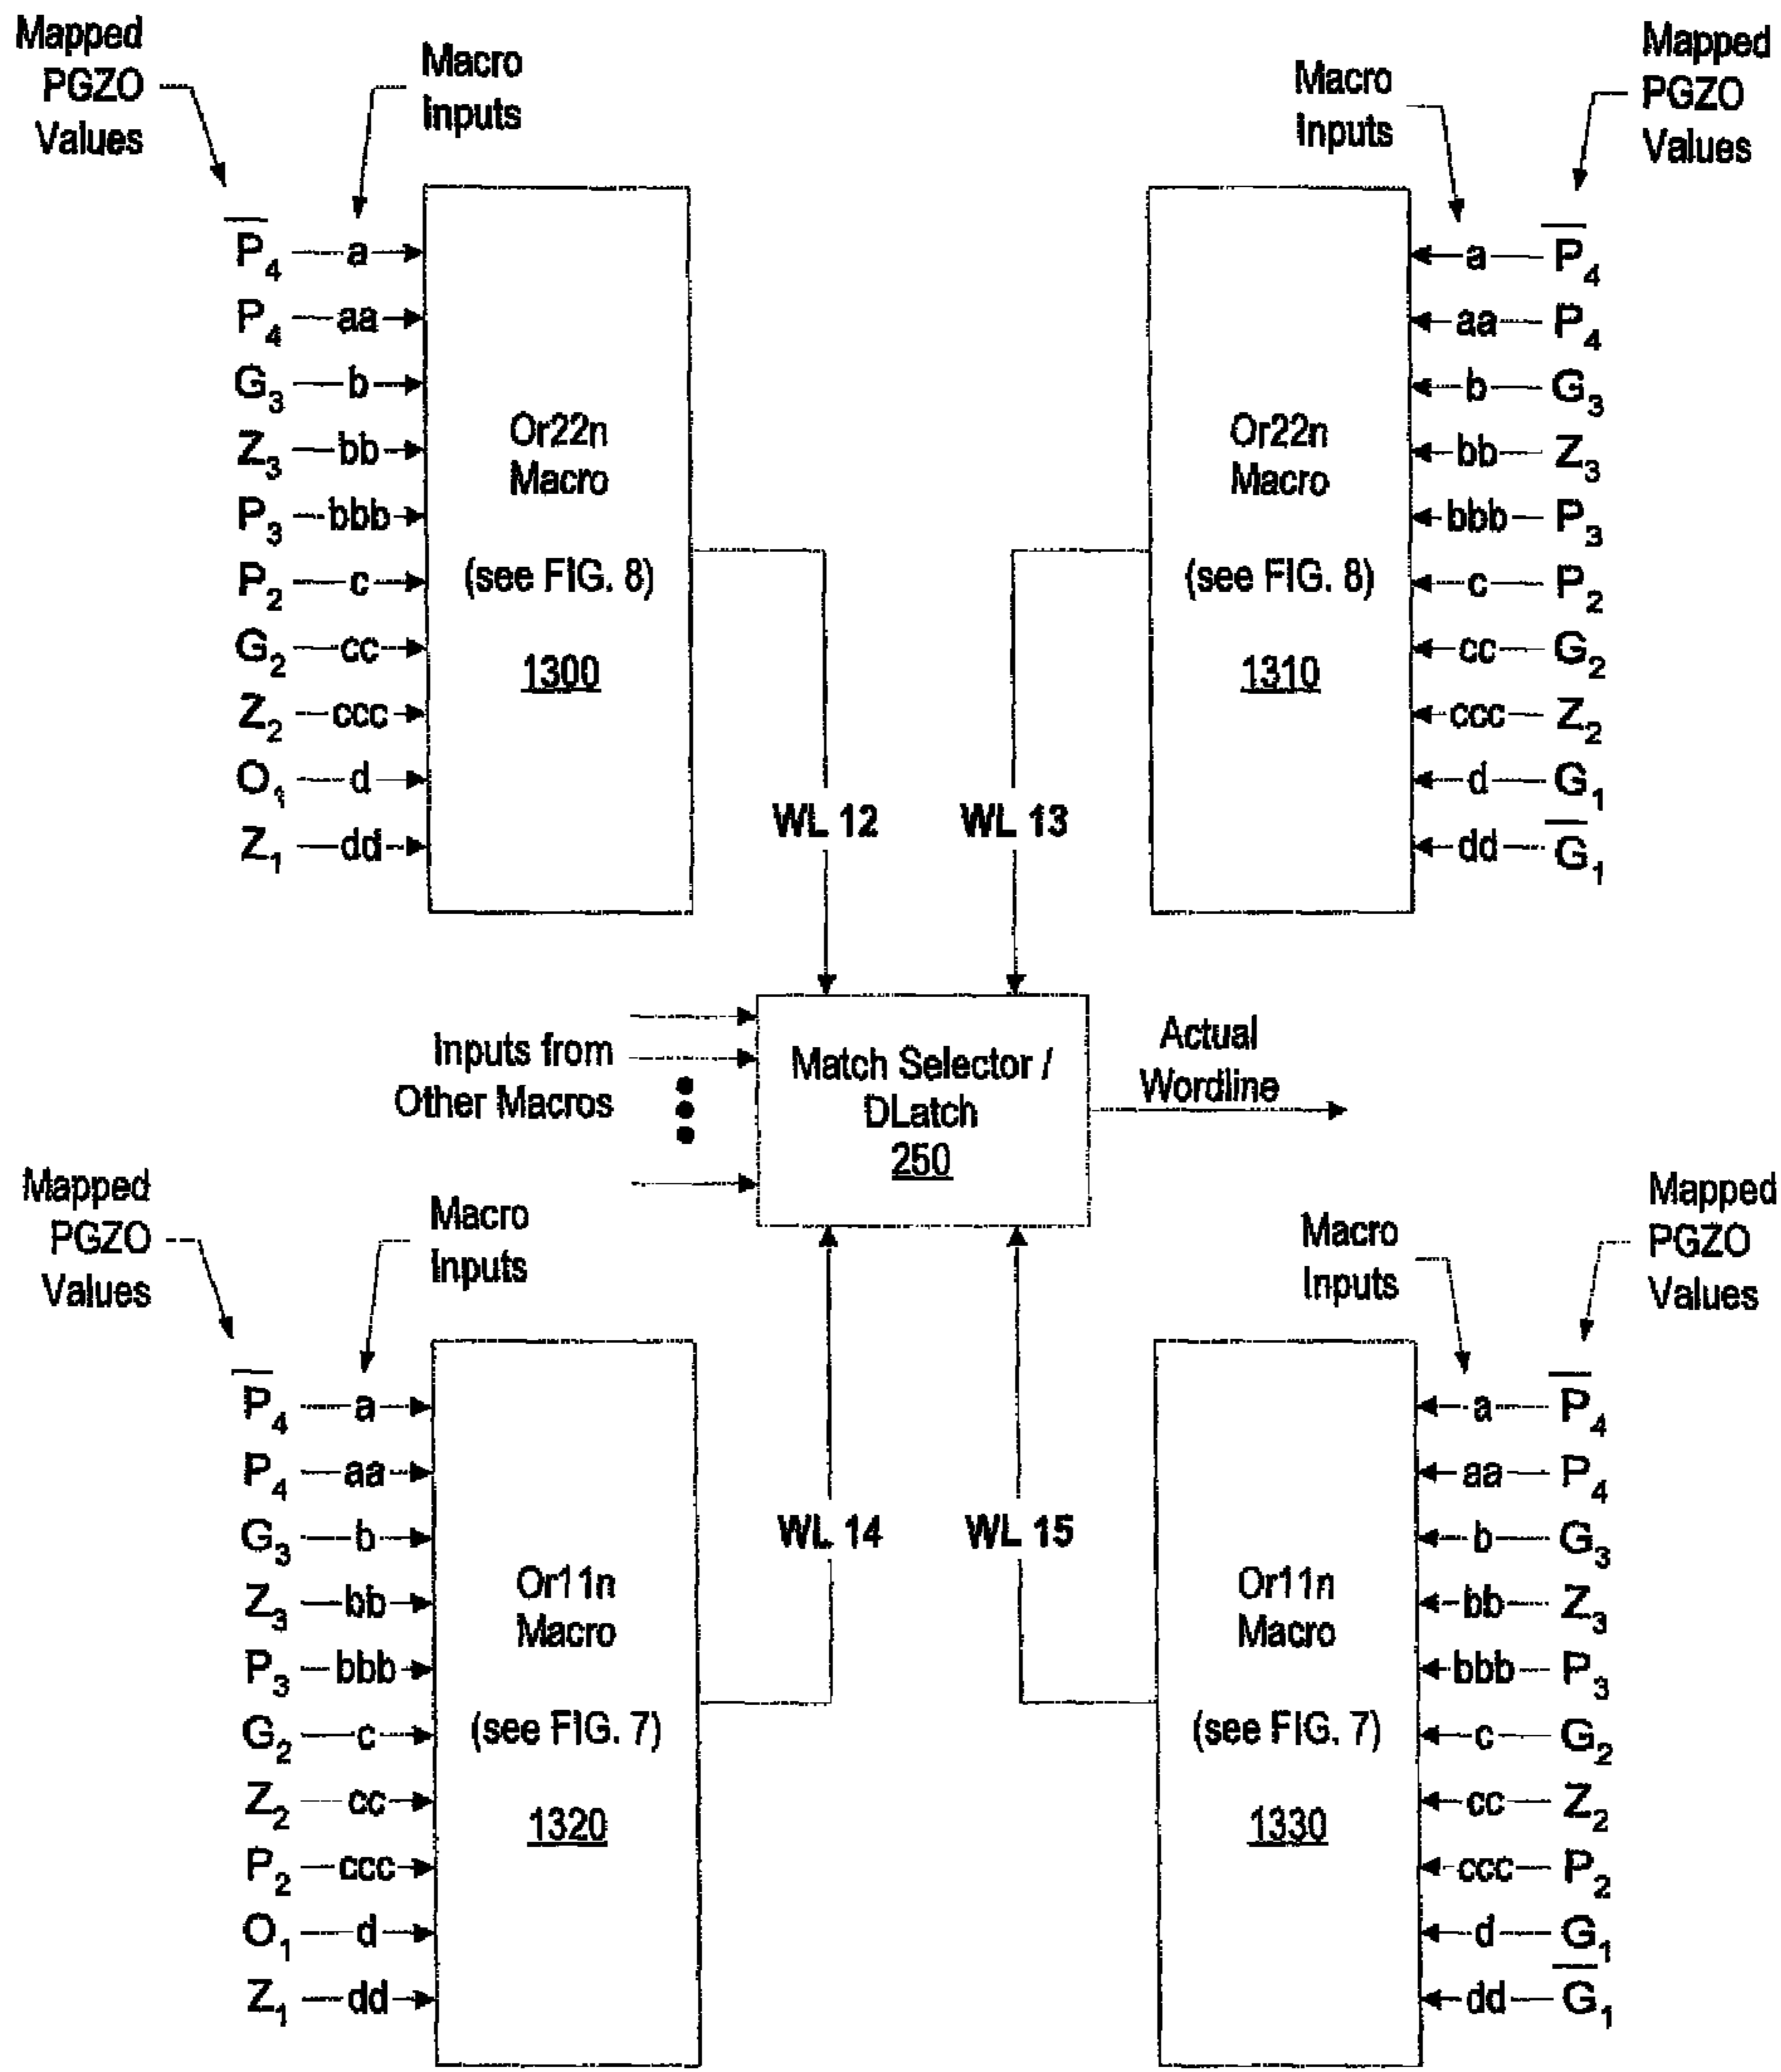 Mapped
PGZO
Values
Macro
Inputs
Macro
Inputs
Mapped
PGZO
Values
P̅₄ a
P₄ aa
G₃ b
Z₃ bb
P₃ bbb
P₂ c
G₂ cc
Z₂ ccc
O₁ d
Z₁ dd
Or22n
Macro
(see FIG. 8)
1300
Or22n
Macro
(see FIG. 8)
1310
a P̅₄
aa P₄
b G₃
bb Z₃
bbb P₃
c P₂
cc G₂
ccc Z₂
d G₁
dd G̅₁
WL 12
WL 13
Inputs from
Other Macros
Match Selector /
DLatch
250
Actual
Wordline
Mapped
PGZO
Values
Macro
Inputs
Macro
Inputs
Mapped
PGZO
Values
P̅₄ a
P₄ aa
G₃ b
Z₃ bb
P₃ bbb
G₂ c
Z₂ cc
P₂ ccc
O₁ d
Z₁ dd
Or11n
Macro
(see FIG. 7)
1320
WL 14
WL 15
Or11n
Macro
(see FIG. 7)
1330
a P̅₄
aa P₄
b G₃
bb Z₃
bbb P₃
c G₂
cc Z₂
ccc P₂
d G₁
dd G̅₁